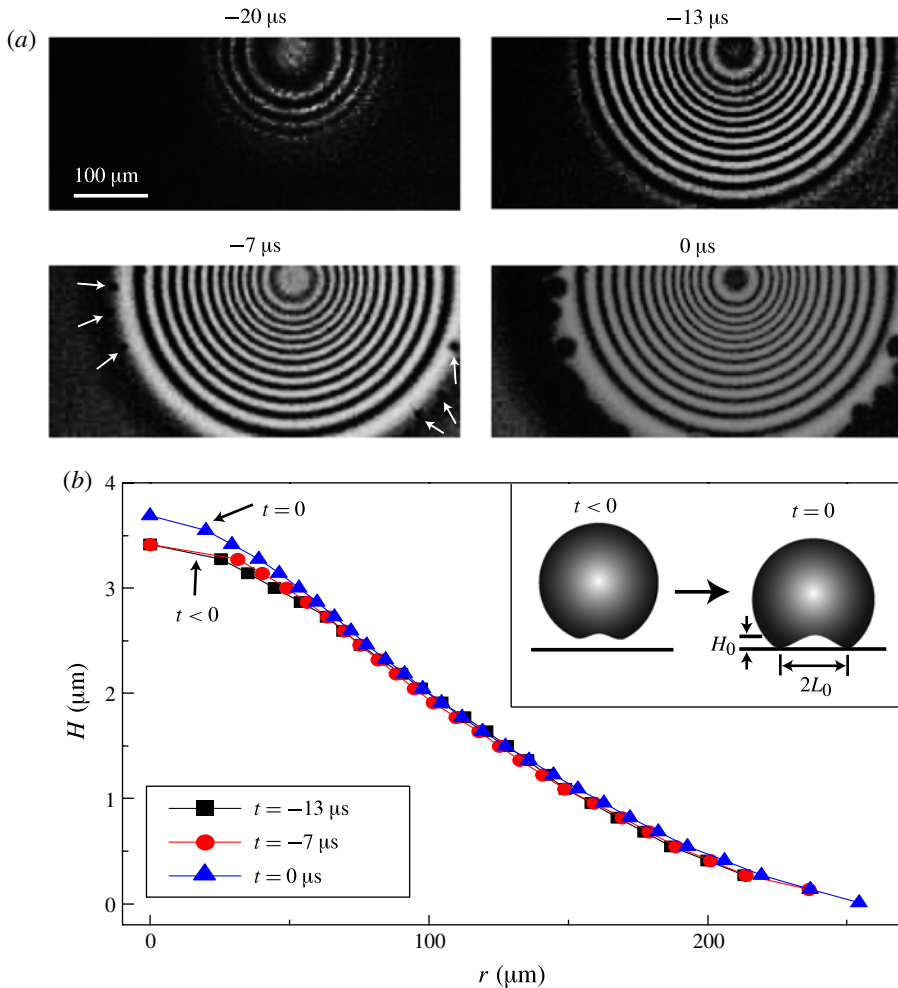 −20 μs
−13 μs
(a)
100 μm
−7 μs
0 μs
(b)
4
3
2
1
0
H (μm)
t = 0
t < 0
t < 0
t = 0
H0
2L0
t = −13 μs
t = −7 μs
t = 0 μs
0
100
200
r (μm)